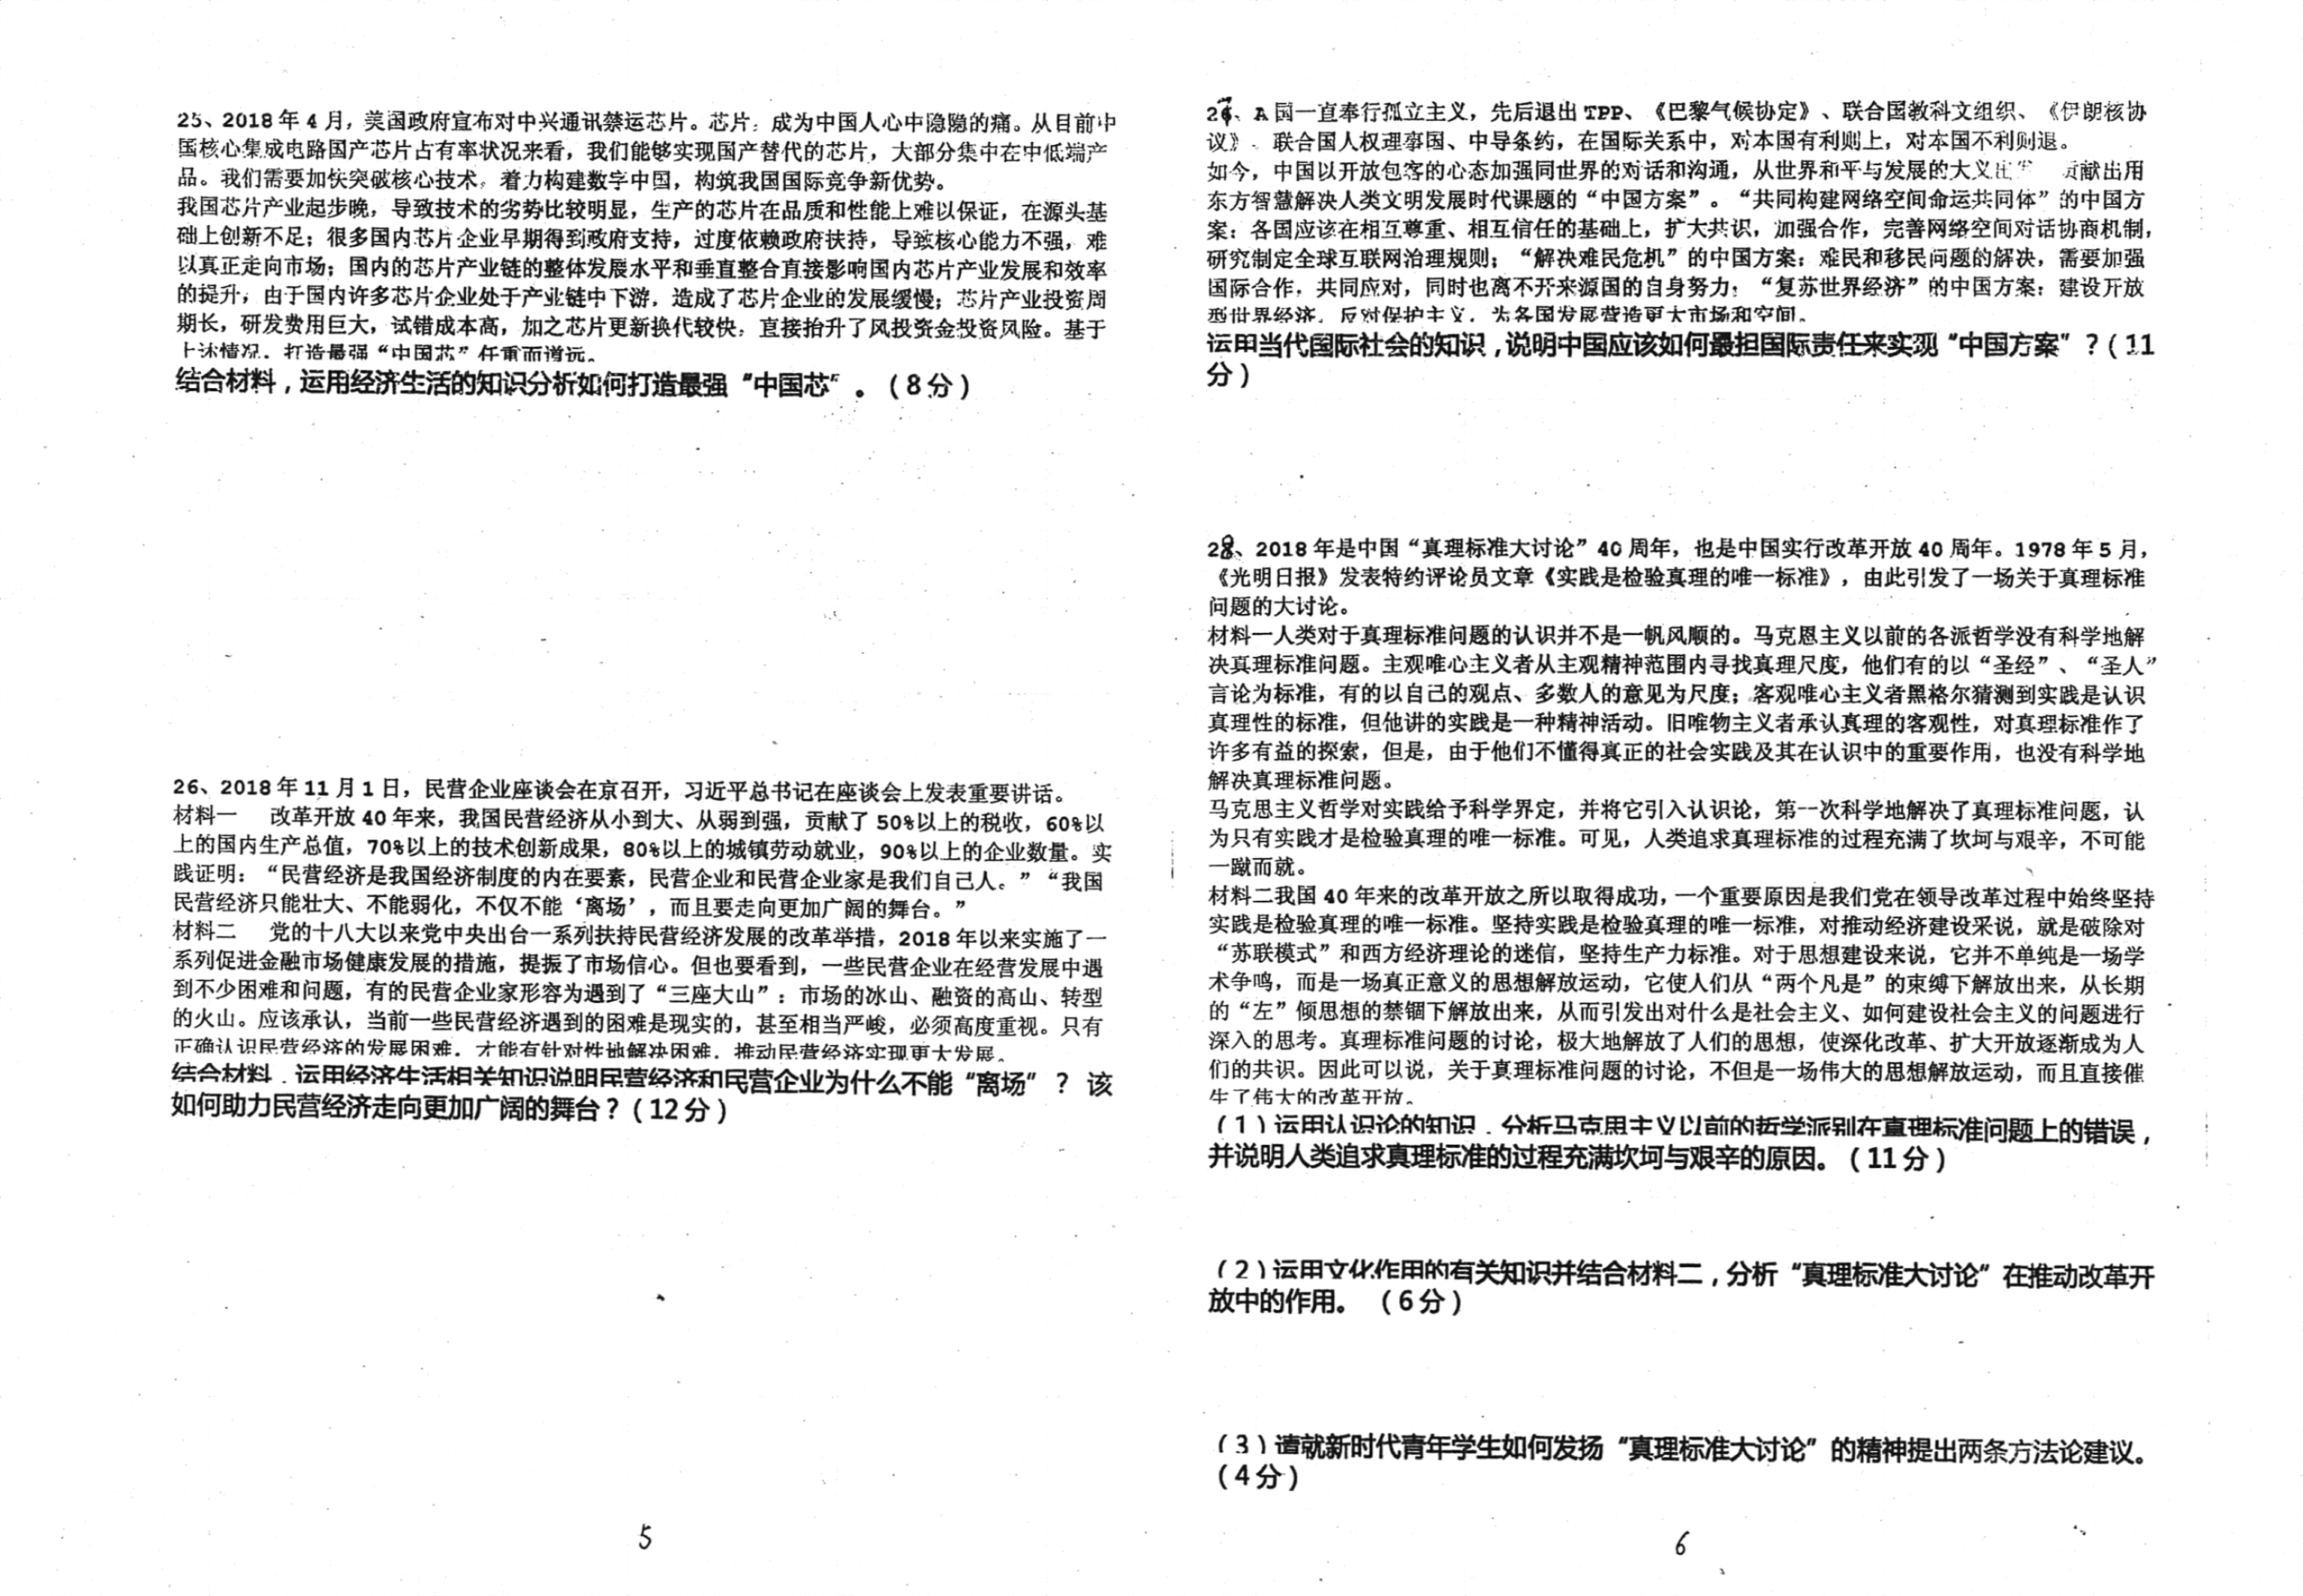 25、2018 年 4 月，美国政府宣布对中兴通讯禁运芯片。芯片：成为中国人心中隐隐的痛。从目前中
国核心集成电路国产芯片占有率状况来看，我们能够实现国产替代的芯片，大部分集中在中低端产
品。我们需要加快突破核心技术，着力构建数字中国，构筑我国国际竞争新优势。
我国芯片产业起步晚，导致技术的劣势比较明显，生产的芯片在品质和性能上难以保证，在源头基
础上创新不足；很多国内芯片企业早期得到政府支持，过度依赖政府扶持，导致核心能力不强，难
以真正走向市场；国内的芯片产业链的整体发展水平和垂直整合直接影响国内芯片产业发展和效率
的提升，由于国内许多芯片企业处于产业链中下游，造成了芯片企业的发展缓慢；芯片产业投资周
期长，研发费用巨大，试错成本高，加之芯片更新换代较快，直接抬升了风投资金投资风险。基于
上述情况，打造最强“中国芯”任重而道远。
结合材料，运用经济生活的知识分析如何打造最强“中国芯”。（8 分）
26、2018 年 11 月 1 日，民营企业座谈会在京召开，习近平总书记在座谈会上发表重要讲话。
材料一 改革开放 40 年来，我国民营经济从小到大、从弱到强，贡献了 50%以上的税收，60%以
上的国内生产总值，70%以上的技术创新成果，80%以上的城镇劳动就业，90%以上的企业数量。实
践证明：“民营经济是我国经济制度的内在要素，民营企业和民营企业家是我们自己人。”“我国
民营经济只能壮大、不能弱化，不仅不能‘离场’，而且要走向更加广阔的舞台。”
材料二 党的十八大以来党中央出台一系列扶持民营经济发展的改革举措，2018 年以来实施了一
系列促进金融市场健康发展的措施，提振了市场信心。但也要看到，一些民营企业在经营发展中遇
到不少困难和问题，有的民营企业家形容为遇到了“三座大山”：市场的冰山、融资的高山、转型
的火山。应该承认，当前一些民营经济遇到的困难是现实的，甚至相当严峻，必须高度重视。只有
正确认识民营经济的发展困难，才能有针对性地解决困难，推动民营经济实现更大发展。
结合材料，运用经济生活相关知识说明民营经济和民营企业为什么不能“离场”？ 该
如何助力民营经济走向更加广阔的舞台？（12 分）
5
27、A 国一直奉行孤立主义，先后退出 TPP、《巴黎气候协定》、联合国教科文组织、《伊朗核协
议》、联合国人权理事国、中导条约，在国际关系中，对本国有利则上，对本国不利则退。
如今，中国以开放包容的心态加强同世界的对话和沟通，从世界和平与发展的大义出发 贡献出用
东方智慧解决人类文明发展时代课题的“中国方案”。“共同构建网络空间命运共同体”的中国方
案：各国应该在相互尊重、相互信任的基础上，扩大共识，加强合作，完善网络空间对话协商机制，
研究制定全球互联网治理规则；“解决难民危机”的中国方案：难民和移民问题的解决，需要加强
国际合作，共同应对，同时也离不开来源国的自身努力；“复苏世界经济”的中国方案：建设开放
型世界经济，反对保护主义，为各国发展营造更大市场和空间。
运用当代国际社会的知识，说明中国应该如何最担国际责任来实现“中国方案”？（11
分）
28、2018 年是中国“真理标准大讨论”40 周年，也是中国实行改革开放 40 周年。1978 年 5 月，
《光明日报》发表特约评论员文章《实践是检验真理的唯一标准》，由此引发了一场关于真理标准
问题的大讨论。
材料一人类对于真理标准问题的认识并不是一帆风顺的。马克思主义以前的各派哲学没有科学地解
决真理标准问题。主观唯心主义者从主观精神范围内寻找真理尺度，他们有的以“圣经”、“圣人”
言论为标准，有的以自己的观点、多数人的意见为尺度；客观唯心主义者黑格尔猜测到实践是认识
真理性的标准，但他讲的实践是一种精神活动。旧唯物主义者承认真理的客观性，对真理标准作了
许多有益的探索，但是，由于他们不懂得真正的社会实践及其在认识中的重要作用，也没有科学地
解决真理标准问题。
马克思主义哲学对实践给予科学界定，并将它引入认识论，第一次科学地解决了真理标准问题，认
为只有实践才是检验真理的唯一标准。可见，人类追求真理标准的过程充满了坎坷与艰辛，不可能
一蹴而就。
材料二我国 40 年来的改革开放之所以取得成功，一个重要原因是我们党在领导改革过程中始终坚持
实践是检验真理的唯一标准。坚持实践是检验真理的唯一标准，对推动经济建设采说，就是破除对
“苏联模式”和西方经济理论的迷信，坚持生产力标准。对于思想建设来说，它并不单纯是一场学
术争鸣，而是一场真正意义的思想解放运动，它使人们从“两个凡是”的束缚下解放出来，从长期
的“左”倾思想的禁锢下解放出来，从而引发出对什么是社会主义、如何建设社会主义的问题进行
深入的思考。真理标准问题的讨论，极大地解放了人们的思想，使深化改革、扩大开放逐渐成为人
们的共识。因此可以说，关于真理标准问题的讨论，不但是一场伟大的思想解放运动，而且直接催
生了伟大的改革开放。
（1）运用认识论的知识，分析马克思主义以前的哲学派别在真理标准问题上的错误，
并说明人类追求真理标准的过程充满坎坷与艰辛的原因。（11 分）
（2）运用文化作用的有关知识并结合材料二，分析“真理标准大讨论”在推动改革开
放中的作用。 （6 分）
（3）请就新时代青年学生如何发扬“真理标准大讨论”的精神提出两条方法论建议。
（4 分）
6